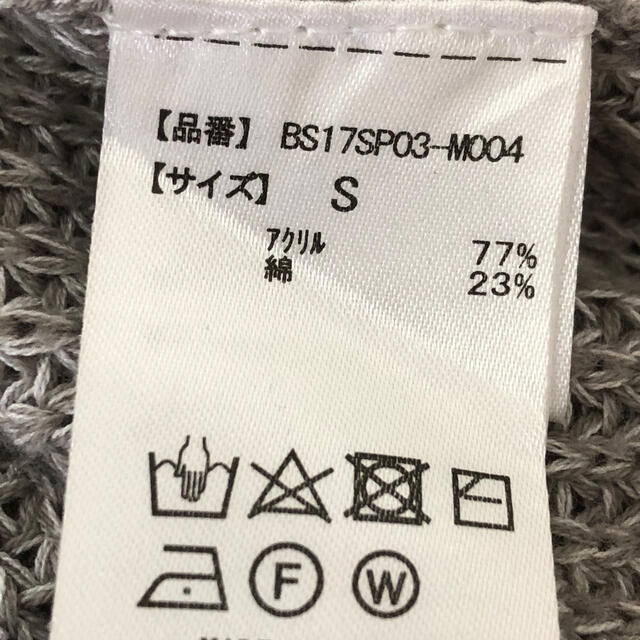 【品番】 BS17SP03-M004
【サイズ】 S
アクリル 77%
綿 23%
F W